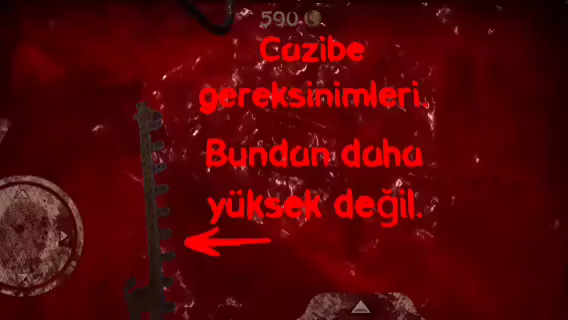 590
Cazibe
gereksinimleri.
Bundan daha
yüksek değil.